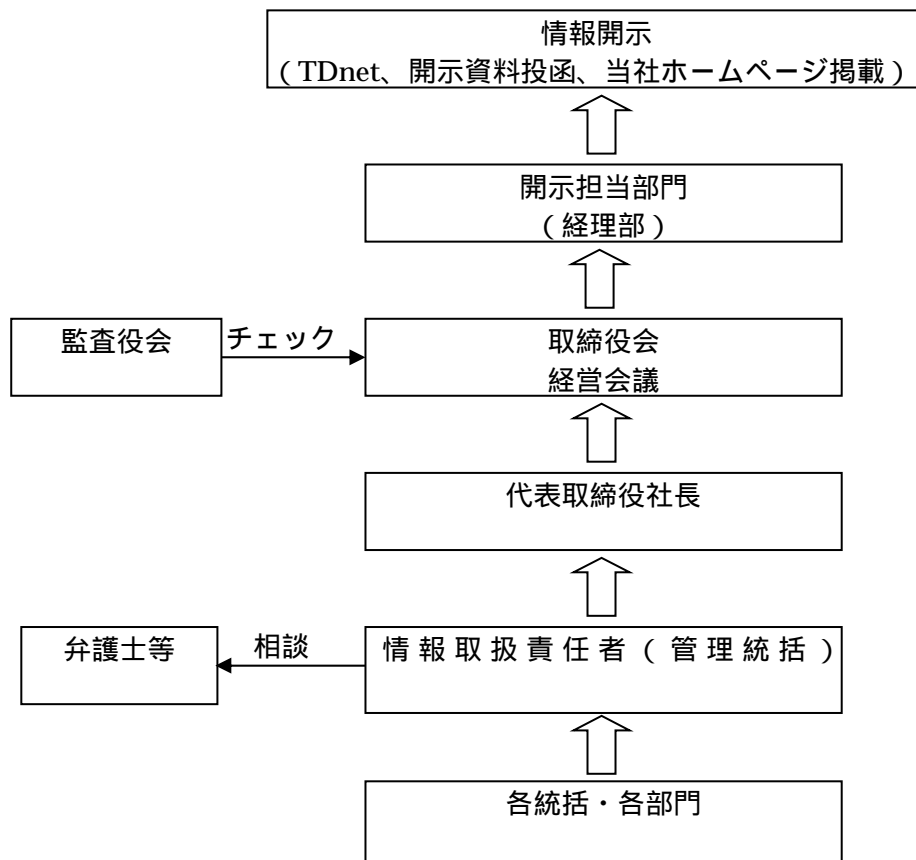 情報開示
（TDnet、開示資料投函、当社ホームページ掲載）
開示担当部門
（経理部）
監査役会
チェック
取締役会
経営会議
代表取締役社長
弁護士等
相談
情報取扱責任者（管理統括）
各統括・各部門